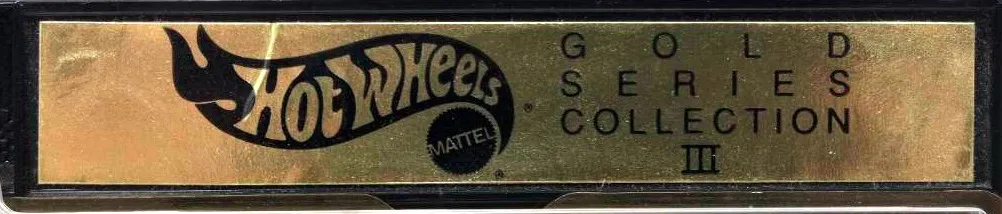 Hot Wheels ®
MATTEL ®
GOLD
SERIES
COLLECTION
III